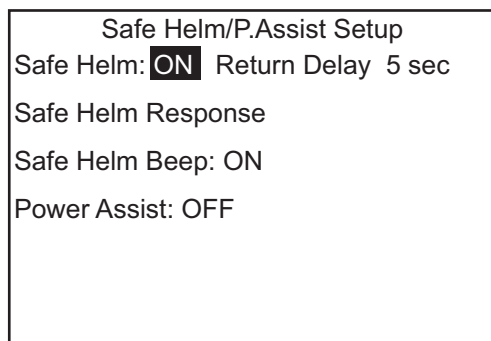 Safe Helm/P.Assist Setup
Safe Helm: ON Return Delay 5 sec
Safe Helm Response
Safe Helm Beep: ON
Power Assist: OFF